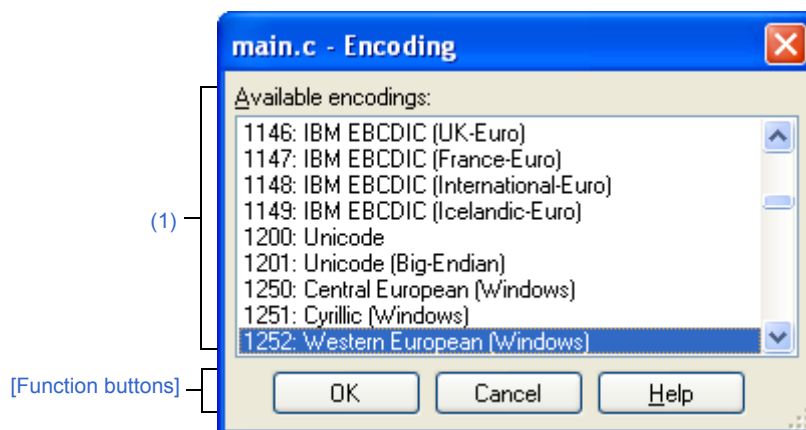 main.c - Encoding
Available encodings:
1146: IBM EBCDIC (UK-Euro)
1147: IBM EBCDIC (France-Euro)
1148: IBM EBCDIC (International-Euro)
1149: IBM EBCDIC (Icelandic-Euro)
(1)
1200: Unicode
1201: Unicode (Big-Endian)
1250: Central European (Windows)
1251: Cyrillic (Windows)
1252: Western European (Windows)
[Function buttons]
OK Cancel Help